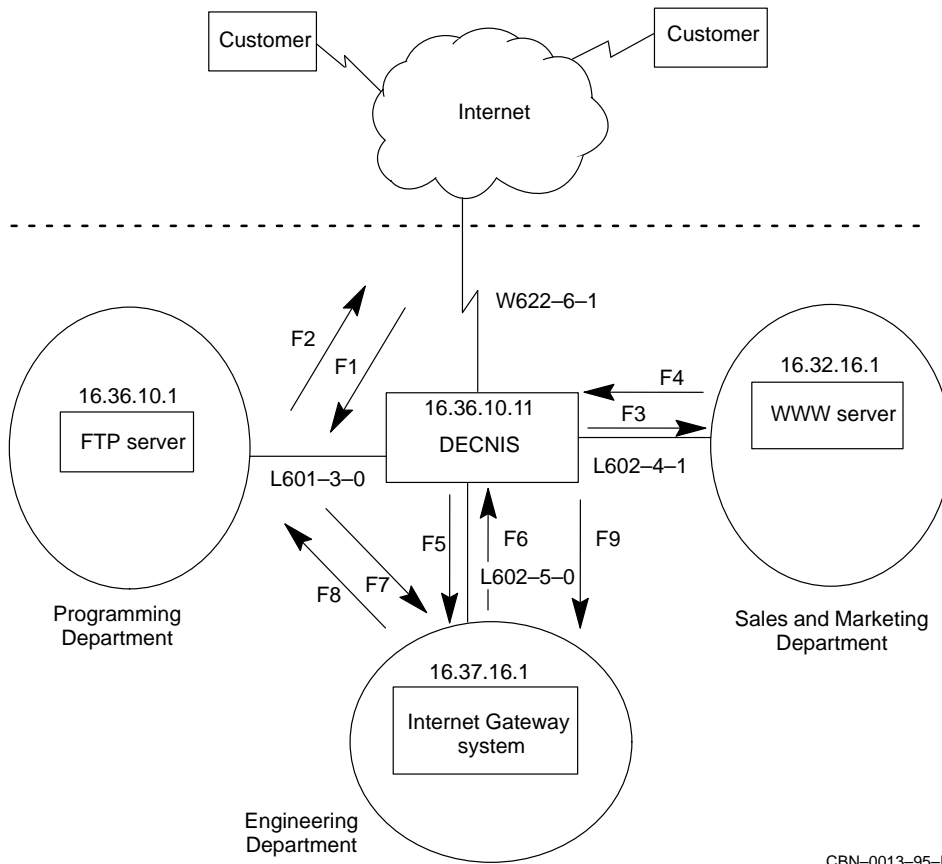 Customer
Customer
Internet
W622–6–1
F2
F1
F4
F3
16.36.10.1
FTP server
16.36.10.11
DECNIS
16.32.16.1
WWW server
L601–3–0
L602–4–1
F5
F6
F9
L602–5–0
F8
F7
Programming
Department
Sales and Marketing
Department
16.37.16.1
Internet Gateway
system
Engineering
Department